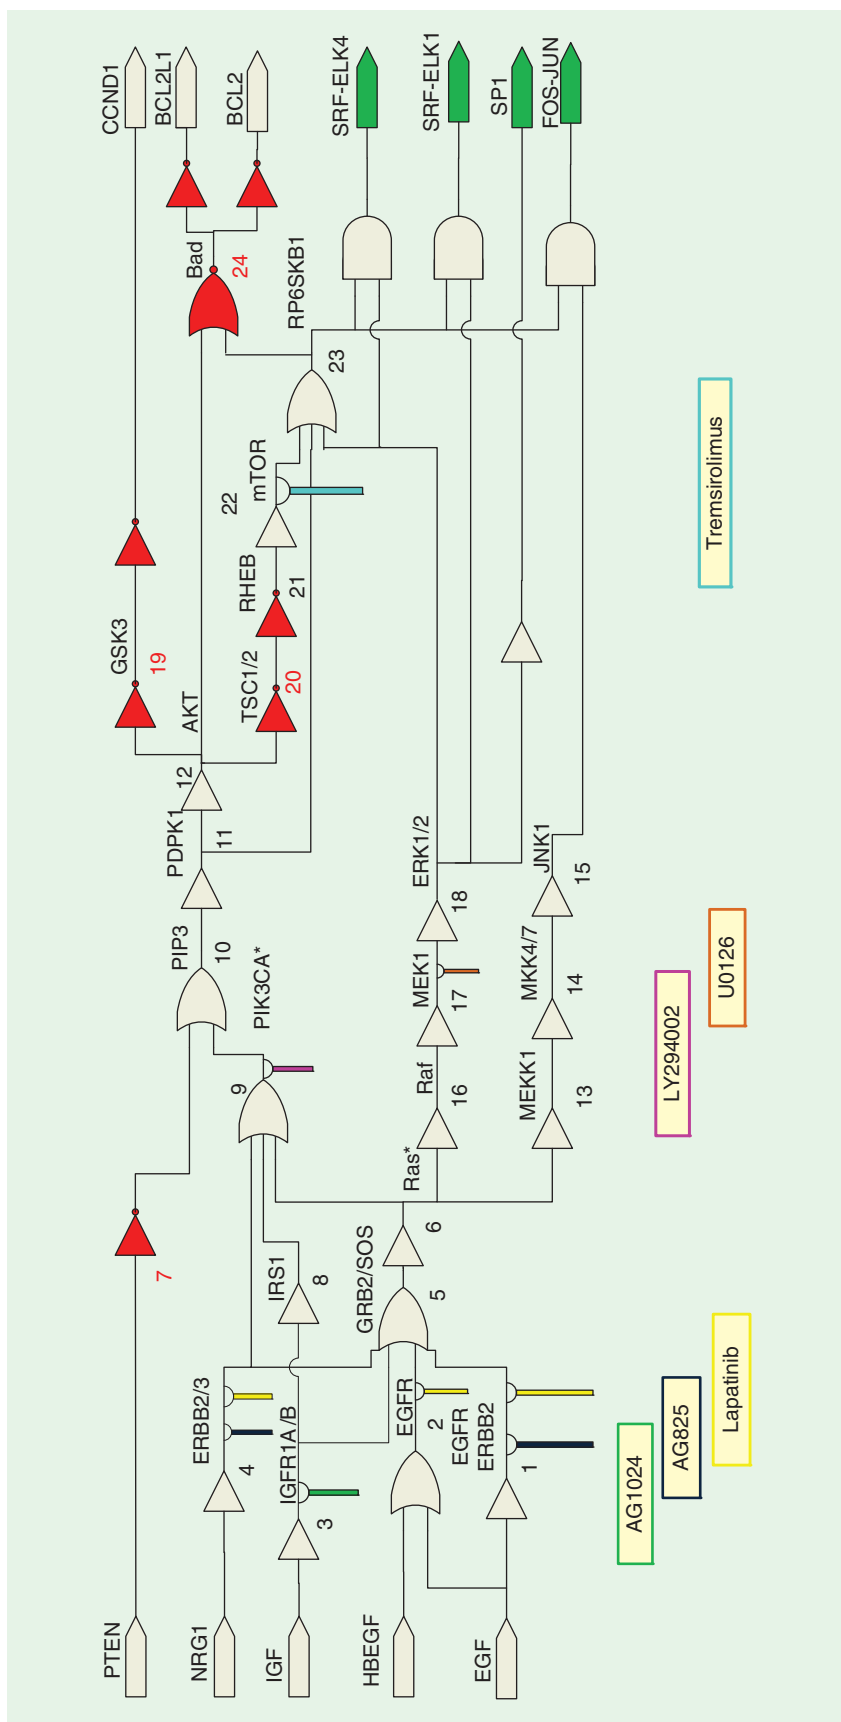 PTEN
NRG1
IGF
HBEGF
EGF
7
ERBB2/3
4
IGFR1A/B
3
EGFR
2
EGFR
ERBB2
1
IRS1
8
GRB2/SOS
5
6
9
PIK3CA*
PIP3
10
PDPK1
11
12
AKT
Ras*
Raf
16
MEK1
17
18
ERK1/2
MEKK1
13
MKK4/7
14
JNK1
15
GSK3
19
TSC1/2
20
RHEB
21
22
mTOR
23
RP6SKB1
Bad
24
CCND1
BCL2L1
BCL2
SRF-ELK4
SRF-ELK1
SP1
FOS-JUN
AG1024
AG825
Lapatinib
LY294002
U0126
Tremsirolimus